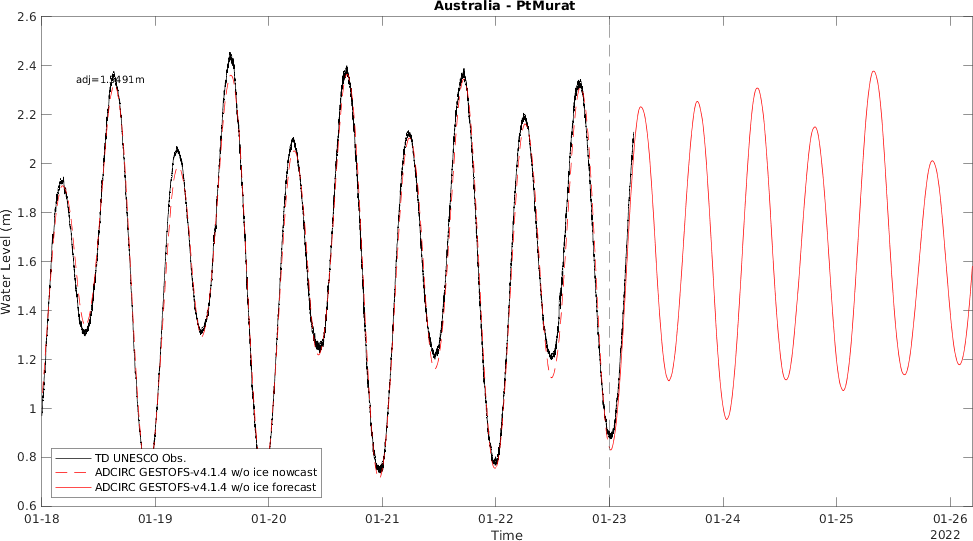 Australia - PtMurat
2.6
2.4
2.2
2
1.8
1.6
1.4
1.2
1
0.8
0.6
Water Level (m)
TD UNESCO Obs.
ADCIRC GESTOFS-v4.1.4 w/o ice nowcast
ADCIRC GESTOFS-v4.1.4 w/o ice forecast
01-18 01-19 01-20 01-21 01-22 01-23 01-24 01-25 01-26
Time
2022